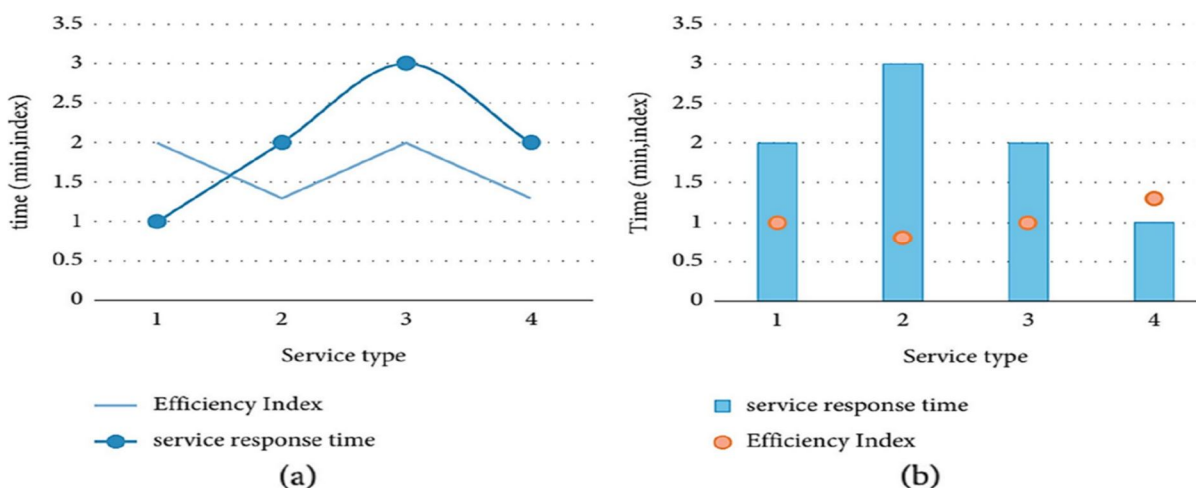 3.5
3
2.5
2
1.5
1
0.5
0
time (min,index)
1 2 3 4
Service type
Efficiency Index
service response time
(a)
3.5
3
2.5
2
1.5
1
0.5
0
Time (min,index)
1 2 3 4
Service type
service response time
Efficiency Index
(b)